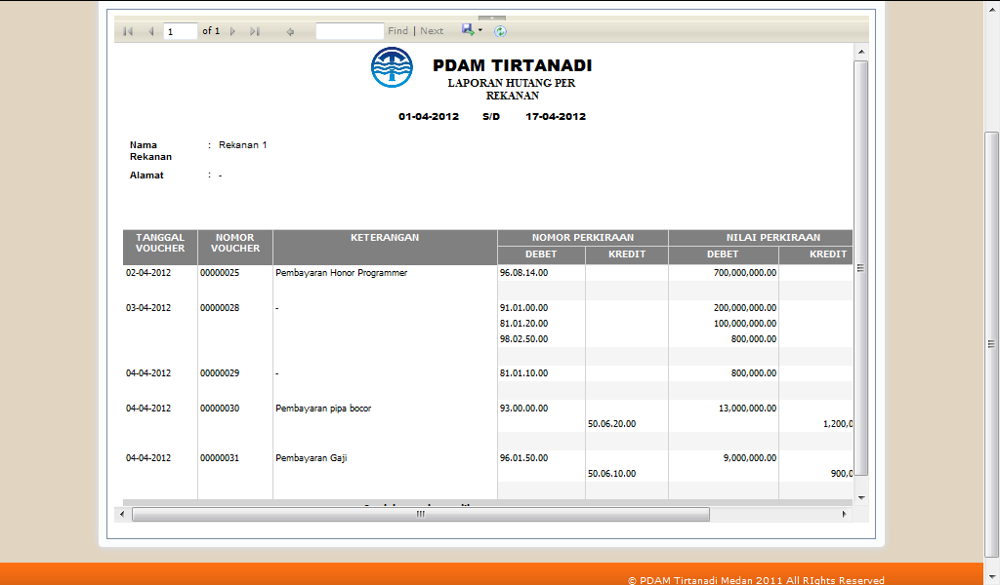 1 of 1 Find | Next
PDAM TIRTANADI
LAPORAN HUTANG PER
REKANAN
01-04-2012 S/D 17-04-2012
Nama
Rekanan : Rekanan 1
Alamat : -
TANGGAL VOUCHER NOMOR VOUCHER KETERANGAN NOMOR PERKIRAAN NILAI PERKIRAAN
DEBET KREDIT DEBET KREDIT
02-04-2012 00000025 Pembayaran Honor Programmer 96.08.14.00 700,000,000.00
03-04-2012 00000028 - 91.01.00.00 200,000,000.00
81.01.20.00 100,000,000.00
98.02.50.00 800,000.00
04-04-2012 00000029 - 81.01.10.00 800,000.00
04-04-2012 00000030 Pembayaran pipa bocor 93.00.00.00 13,000,000.00
50.06.20.00 1,200,0
04-04-2012 00000031 Pembayaran Gaji 96.01.50.00 9,000,000.00
50.06.10.00 900,0
© PDAM Tirtanadi Medan 2011 All RIghts Reserved